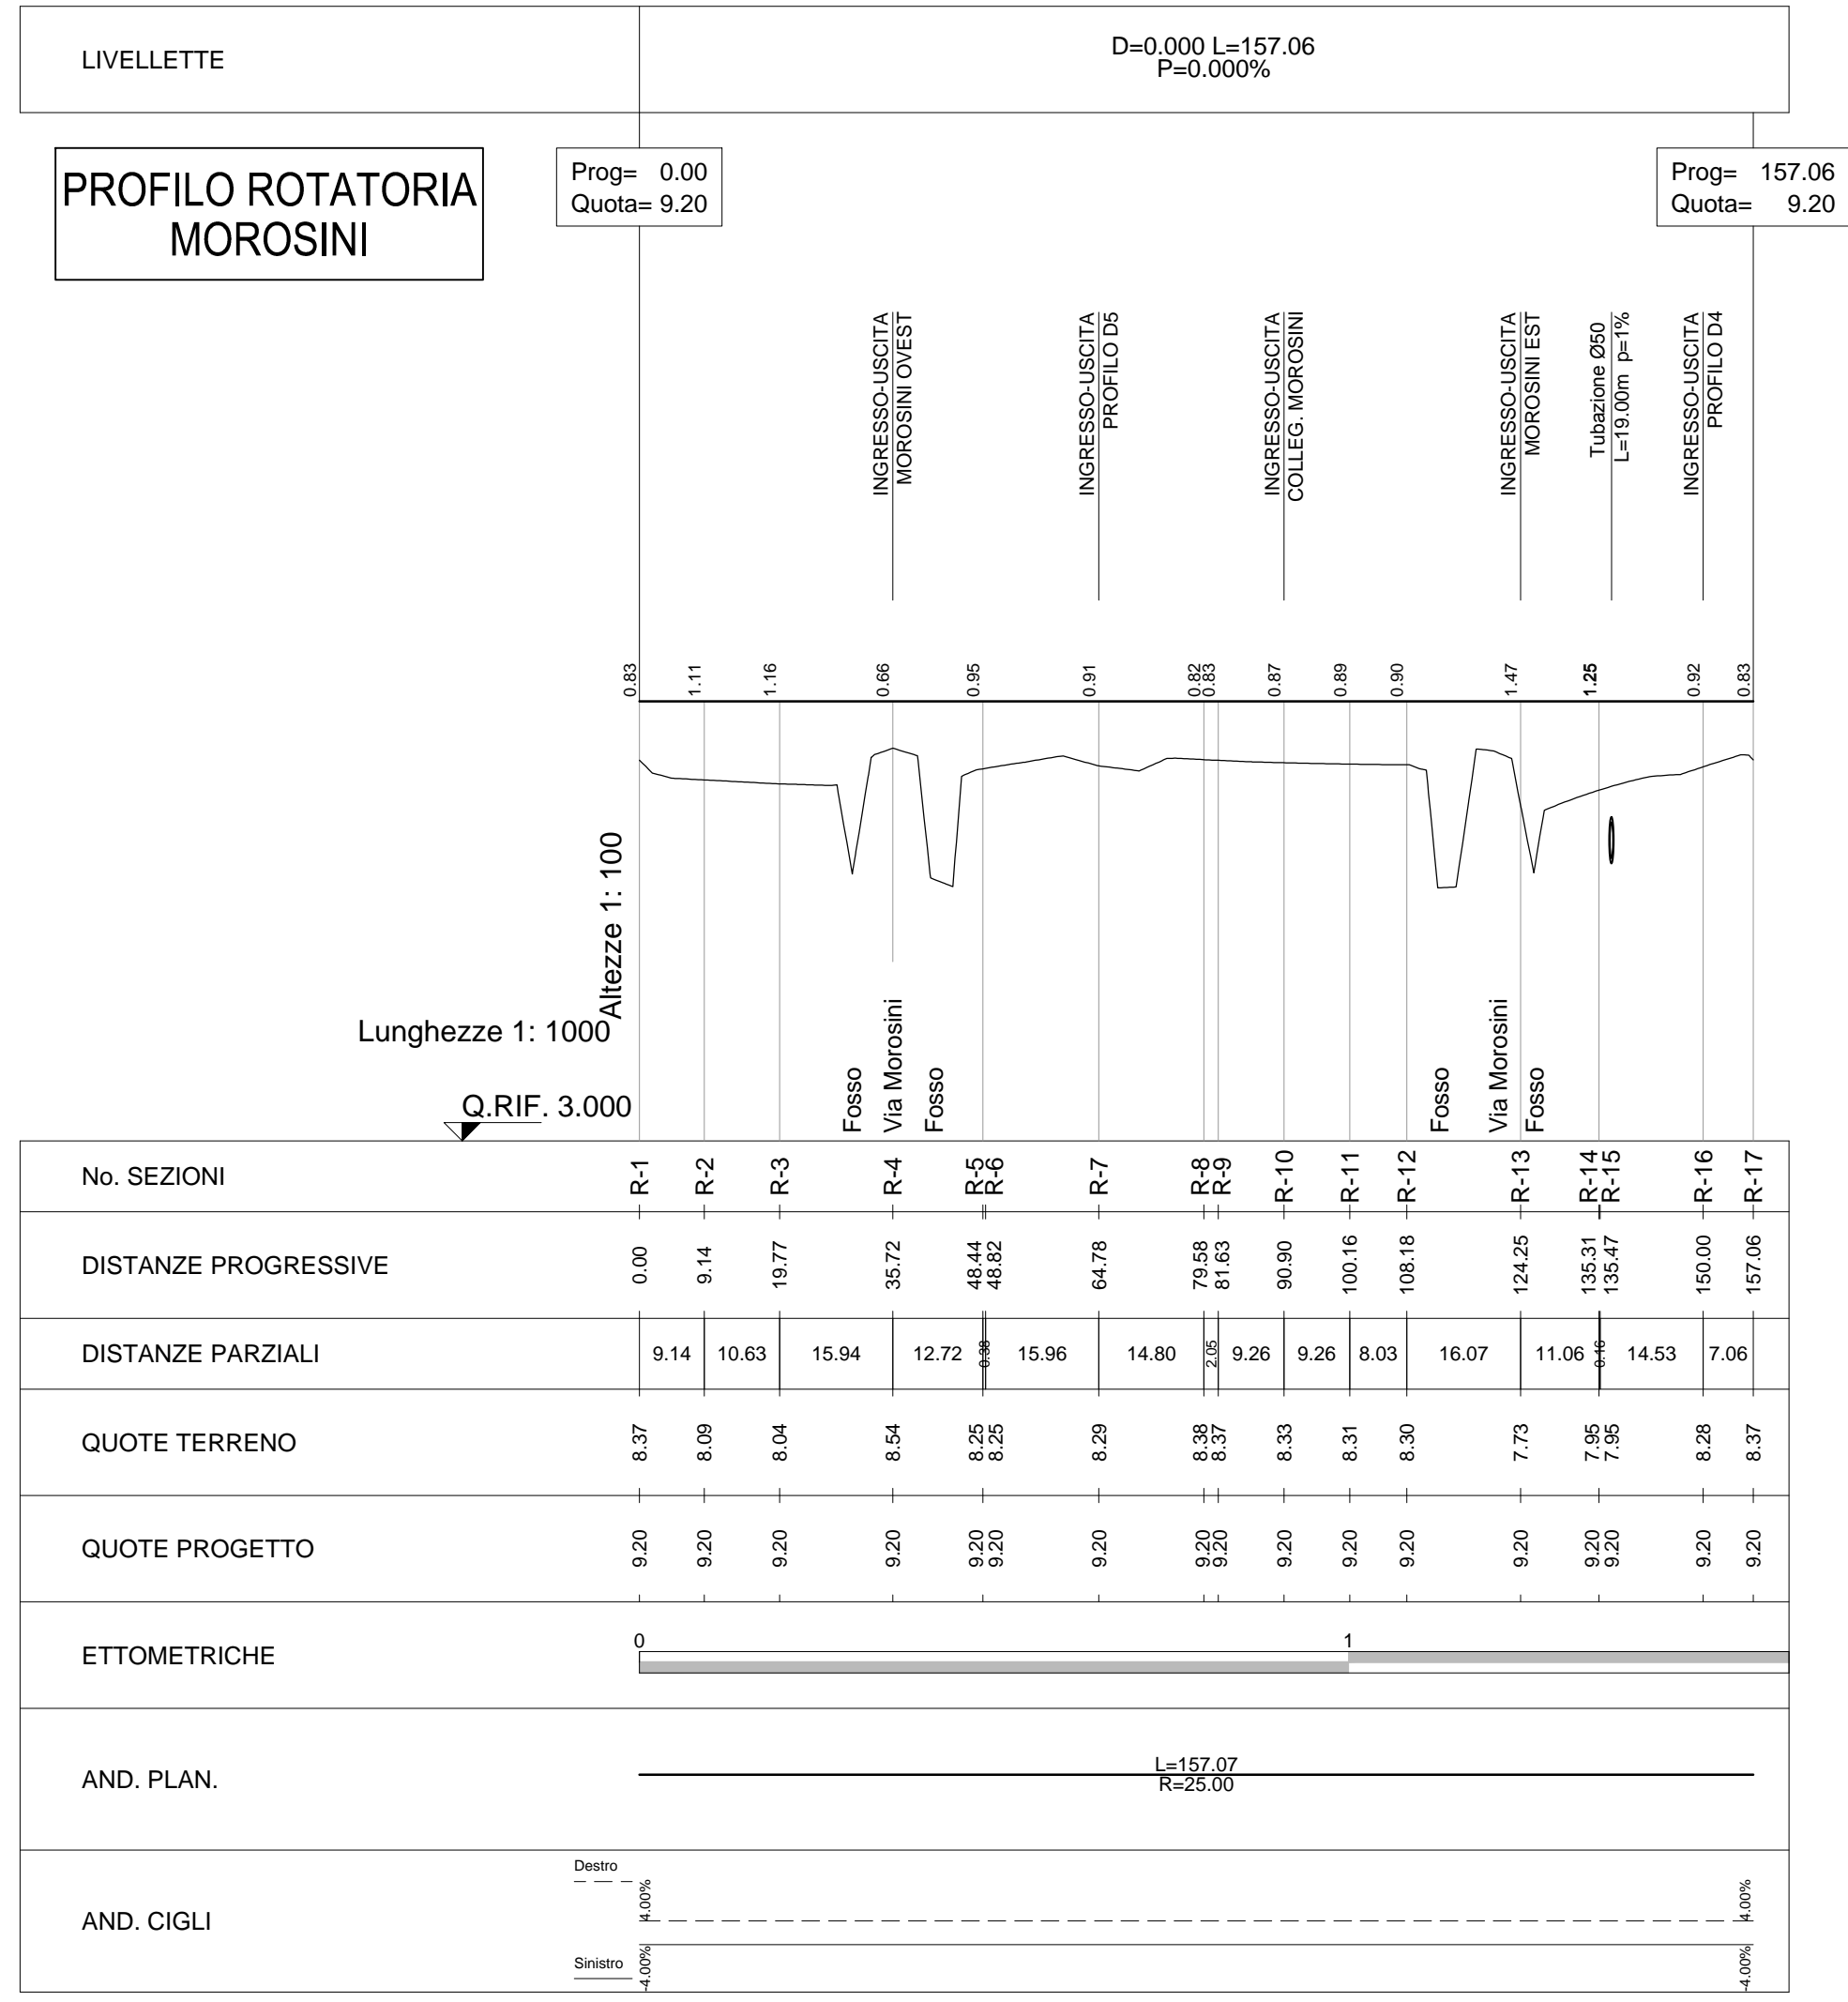 LIVELLETTE
D=0.000 L=157.06
P=0.000%
PROFILO ROTATORIA
MOROSINI
Prog= 0.00
Quota= 9.20
Prog= 157.06
Quota= 9.20
INGRESSO-USCITA
MOROSINI OVEST
INGRESSO-USCITA
PROFILO D5
INGRESSO-USCITA
COLLEG. MOROSINI
INGRESSO-USCITA
MOROSINI EST
Tubazione Ø50
L=19.00m p=1%
INGRESSO-USCITA
PROFILO D4
0.83 1.11 1.16 0.66 0.95 0.91 0.82 0.83 0.87 0.89 0.90 1.47 1.25 0.92 0.83
Altezze 1: 100
Lunghezze 1: 1000
Q.RIF. 3.000
Fosso
Via Morosini
Fosso
Fosso
Via Morosini
Fosso
No. SEZIONI R-1 R-2 R-3 R-4 R-5 R-6 R-7 R-8 R-9 R-10 R-11 R-12 R-13 R-14 R-15 R-16 R-17
DISTANZE PROGRESSIVE 0.00 9.14 19.77 35.72 48.44 48.82 64.78 79.58 81.63 90.90 100.16 108.18 124.25 135.31 135.47 150.00 157.06
DISTANZE PARZIALI 9.14 10.63 15.94 12.72 0.38 15.96 14.80 2.05 9.26 9.26 8.03 16.07 11.06 0.16 14.53 7.06
QUOTE TERRENO 8.37 8.09 8.04 8.54 8.25 8.25 8.29 8.38 8.37 8.33 8.31 8.30 7.73 7.95 7.95 8.28 8.37
QUOTE PROGETTO 9.20 9.20 9.20 9.20 9.20 9.20 9.20 9.20 9.20 9.20 9.20 9.20 9.20 9.20 9.20 9.20 9.20
ETTOMETRICHE 0 1
AND. PLAN.
L=157.07
R=25.00
AND. CIGLI
Destro
4.00% 4.00%
Sinistro
-4.00% -4.00%